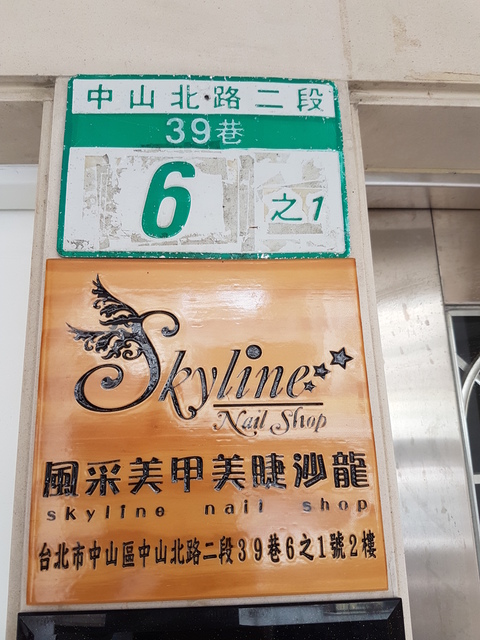 中山北路二段
39巷
6 之1
Skyline
Nail Shop
風采美甲美睫沙龍
skyline nail shop
台北市中山區中山北路二段39巷6之1號2樓